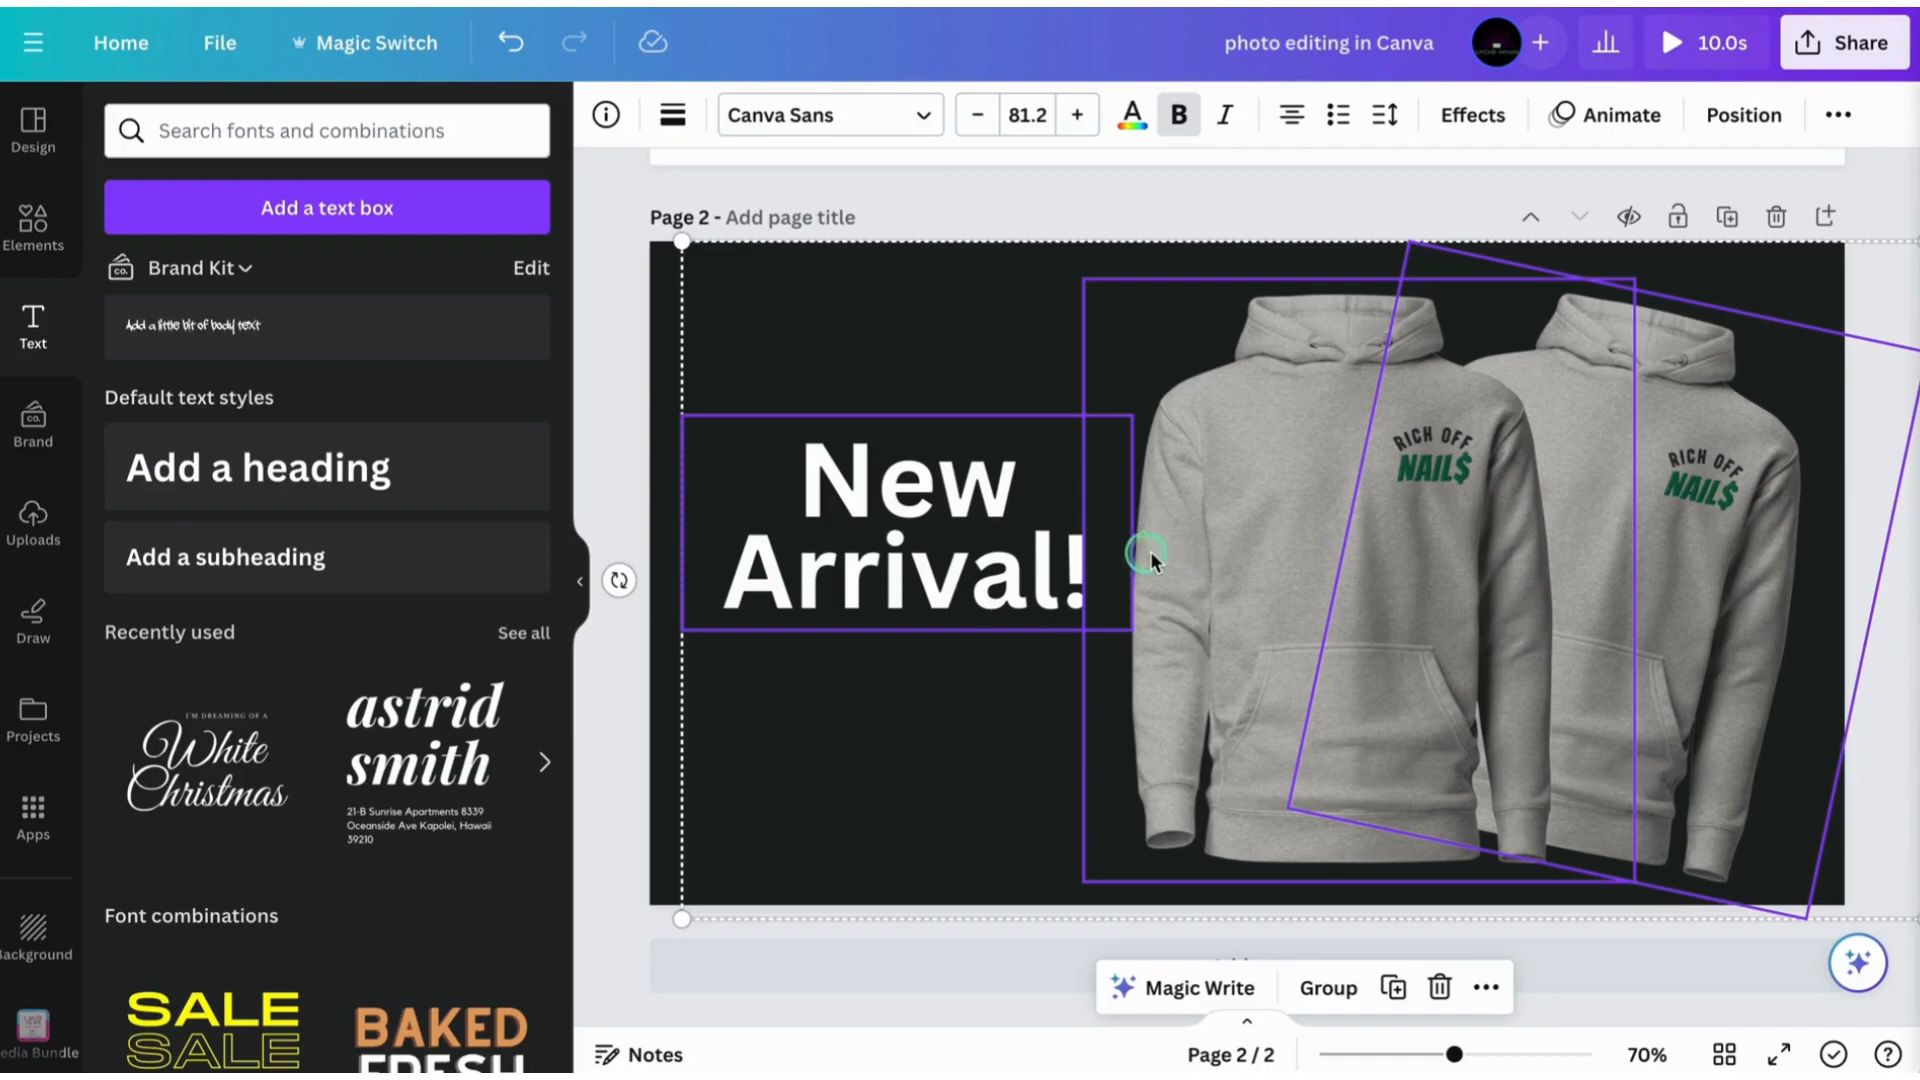 Home
File
Magic Switch
photo editing in Canva
10.0s
Share
Design
Elements
Text
Brand
Uploads
Draw
Projects
Apps
Background
edia Bundle
Search fonts and combinations
Add a text box
Brand Kit
Edit
Add a little bit of body text
Default text styles
Add a heading
Add a subheading
Recently used
See all
I'M DREAMING OF A
White
Christmas
astrid
smith
21-B Sunrise Apartments 8339
Oceanside Ave Kapolei, Hawaii
39210
Font combinations
SALE
SALE
BAKED
FRESH
Canva Sans
81.2
A
B
I
Effects
Animate
Position
Page 2 - Add page title
New
Arrival!
RICH OFF
NAIL$
RICH OFF
NAIL$
Magic Write
Group
Notes
Page 2 / 2
70%